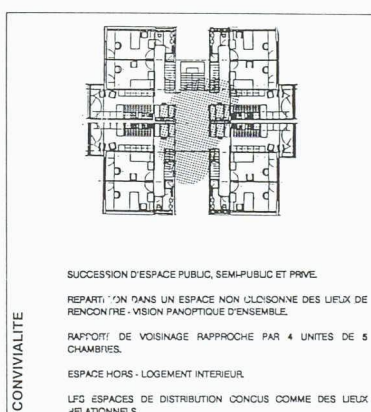 SUCCESSION D'ESPACE PUBLIC, SEMI-PUBLIC ET PRIVE.
DANS UN ESPACE NON CLOISONNE DES LIEUX DE
RENCONTRE - VISION PANOPTIQUE D'ENSEMBLE.
RAPPORT DE VOISINAGE RAPPROCHE PAR 4 UNITES DE 5
CHAMBRES.
ESPACE HORS - LOGEMENT INTERIEUR.
LES ESPACES DE DISTRIBUTION CONCUS COMME DES LIEUX
RELATIONNELS
CONVIVIALITE